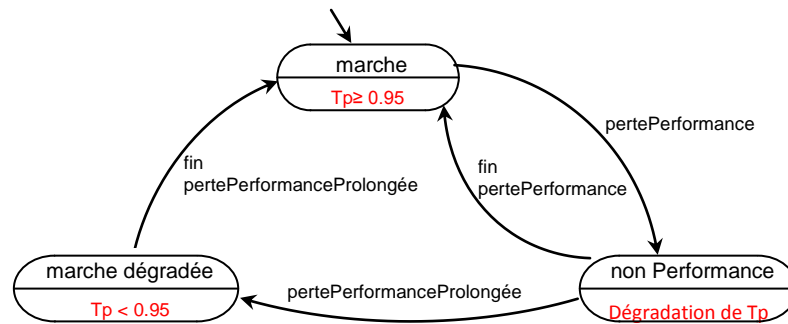 marche
Tp≥ 0.95
pertePerformance
fin
pertePerformanceProlongée
fin
pertePerformance
marche dégradée
Tp < 0.95
pertePerformanceProlongée
non Performance
Dégradation de Tp